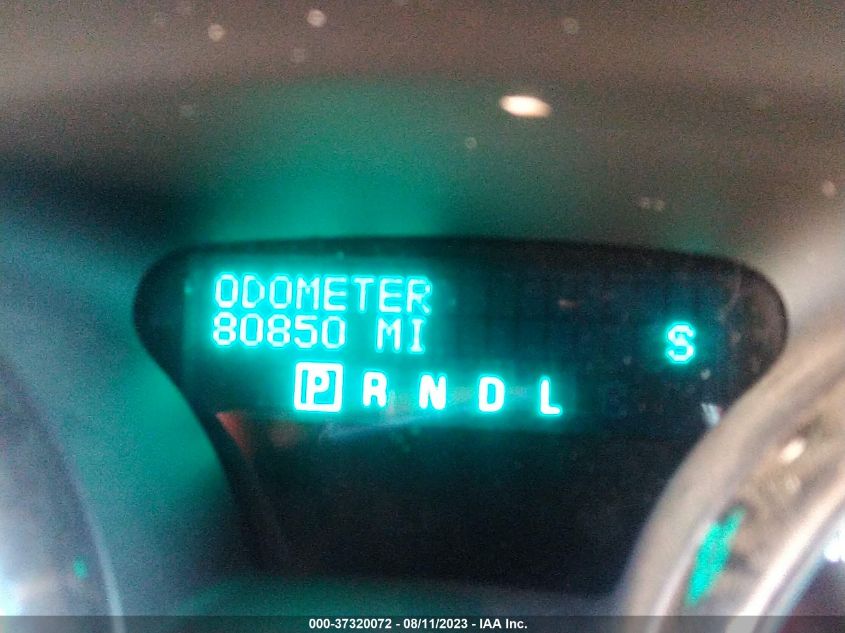 ODOMETER
80850 MI
S
P R N D L
000-37320072 - 08/11/2023 - IAA Inc.